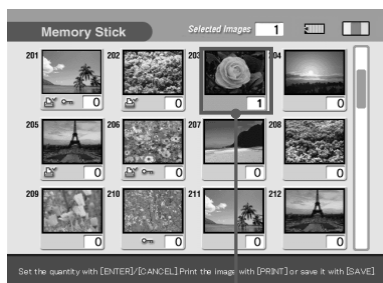 Memory Stick Selected Images 1
201 202 203 204
0 0 1 0
205 206 207 208
0 0 0 0
209 210 211 212
0 0 0 0
Set the quantity with [ENTER]/[CANCEL] Print the image with [PRINT] or save it with [SAVE]